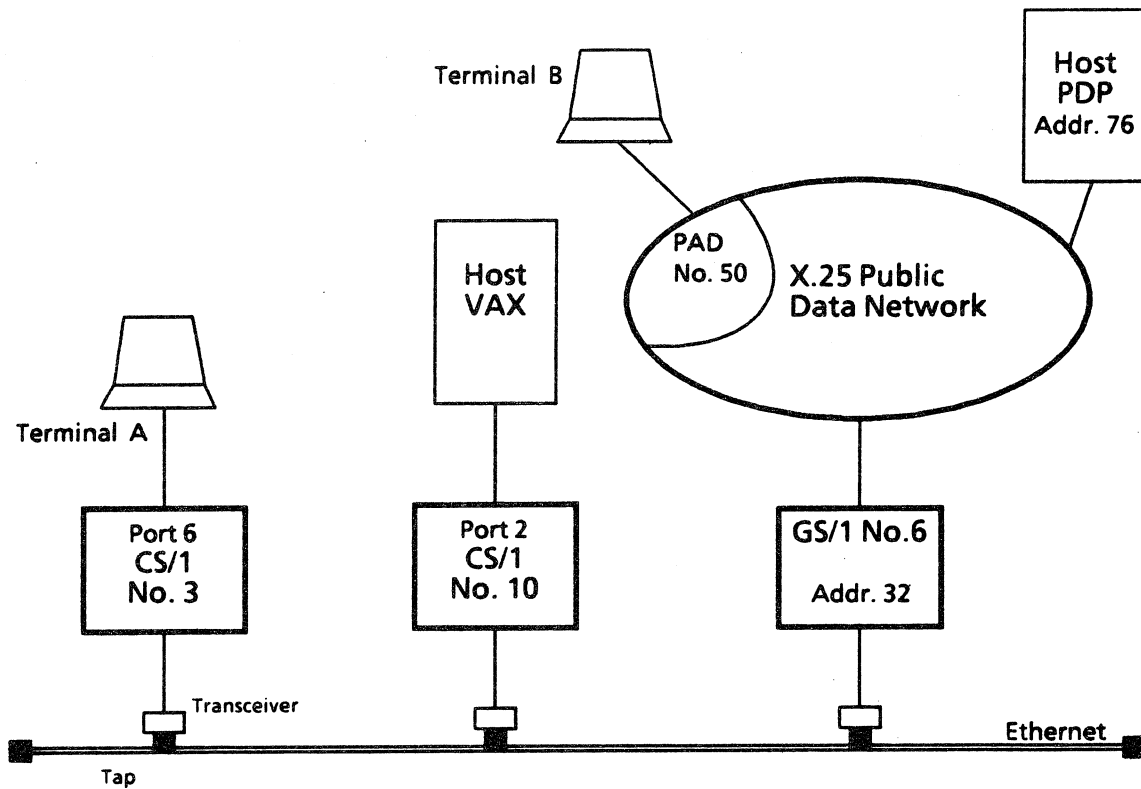 Terminal B
Host
PDP
Addr. 76
PAD
No. 50
X.25 Public
Data Network
Host
VAX
Terminal A
Port 6
CS/1
No. 3
Port 2
CS/1
No. 10
GS/1 No.6
Addr. 32
Transceiver
Ethernet
Tap